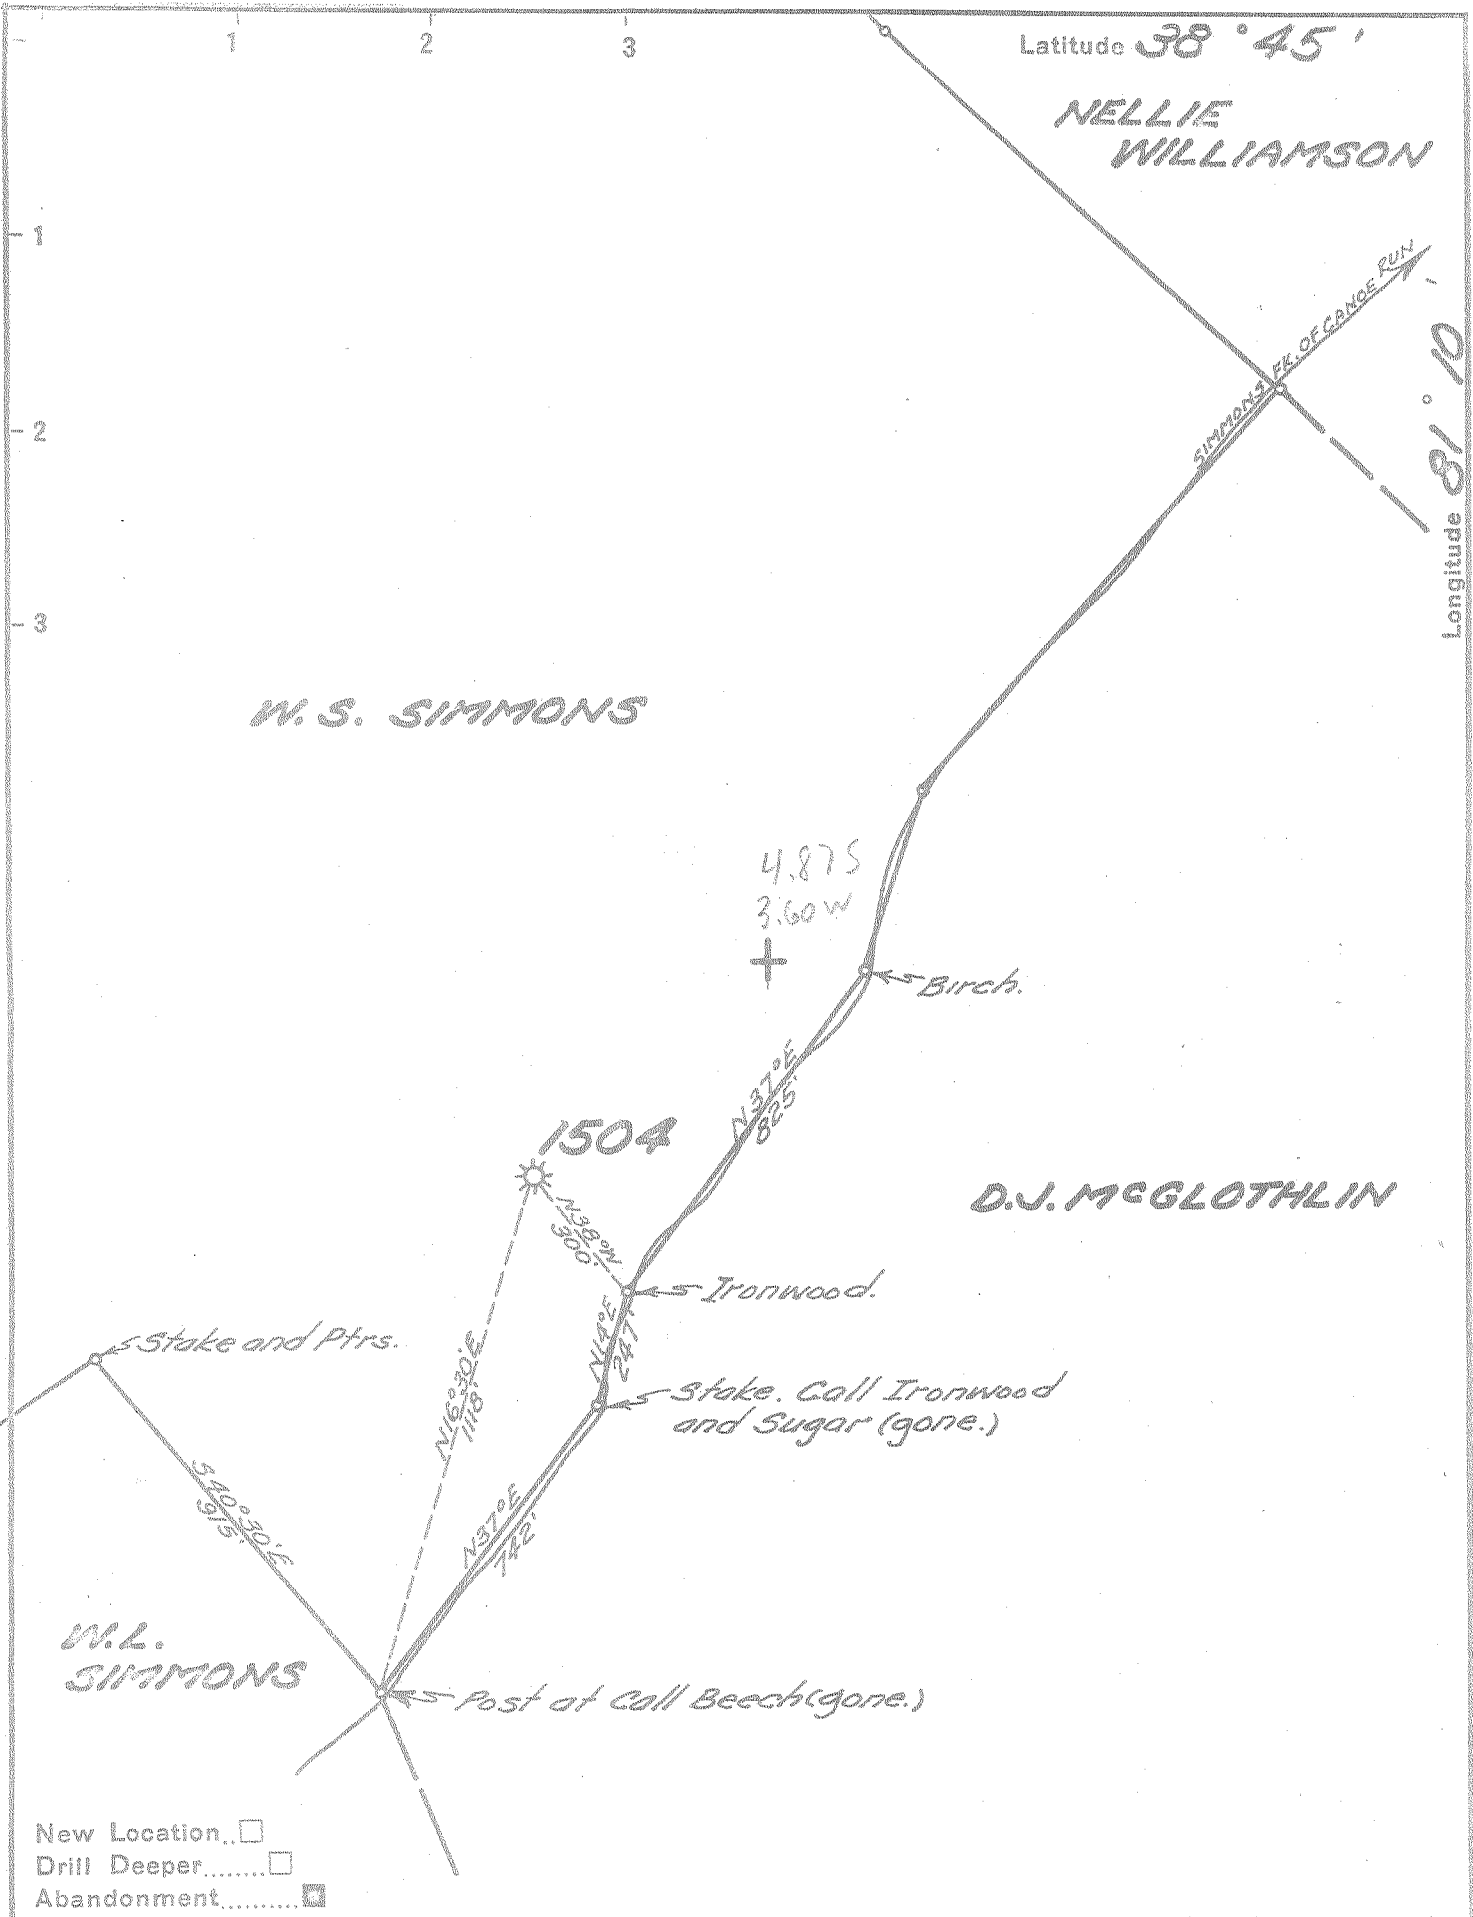 1 2 3
Latitude 38° 45'
NELLIE
WILLIAMSON
1
SIMMONS FK. OF CANOE RUN
2
Longitude 81° 10'
3
W.S. SIMMONS
4.87S
3.60W
Birch.
N37°E
825'
1504
N38°W
300'
D.J. McGLOTHLIN
Ironwood.
Stake and Ptrs.
N14°E
247'
N16°30'E
1118'
Stake. Call Ironwood
and Sugar (gone.)
S40°30'E
915'
N37°E
742'
W.L.
SIMMONS
Post at Call Beech (gone.)
New Location..
Drill Deeper.......
Abandonment..........